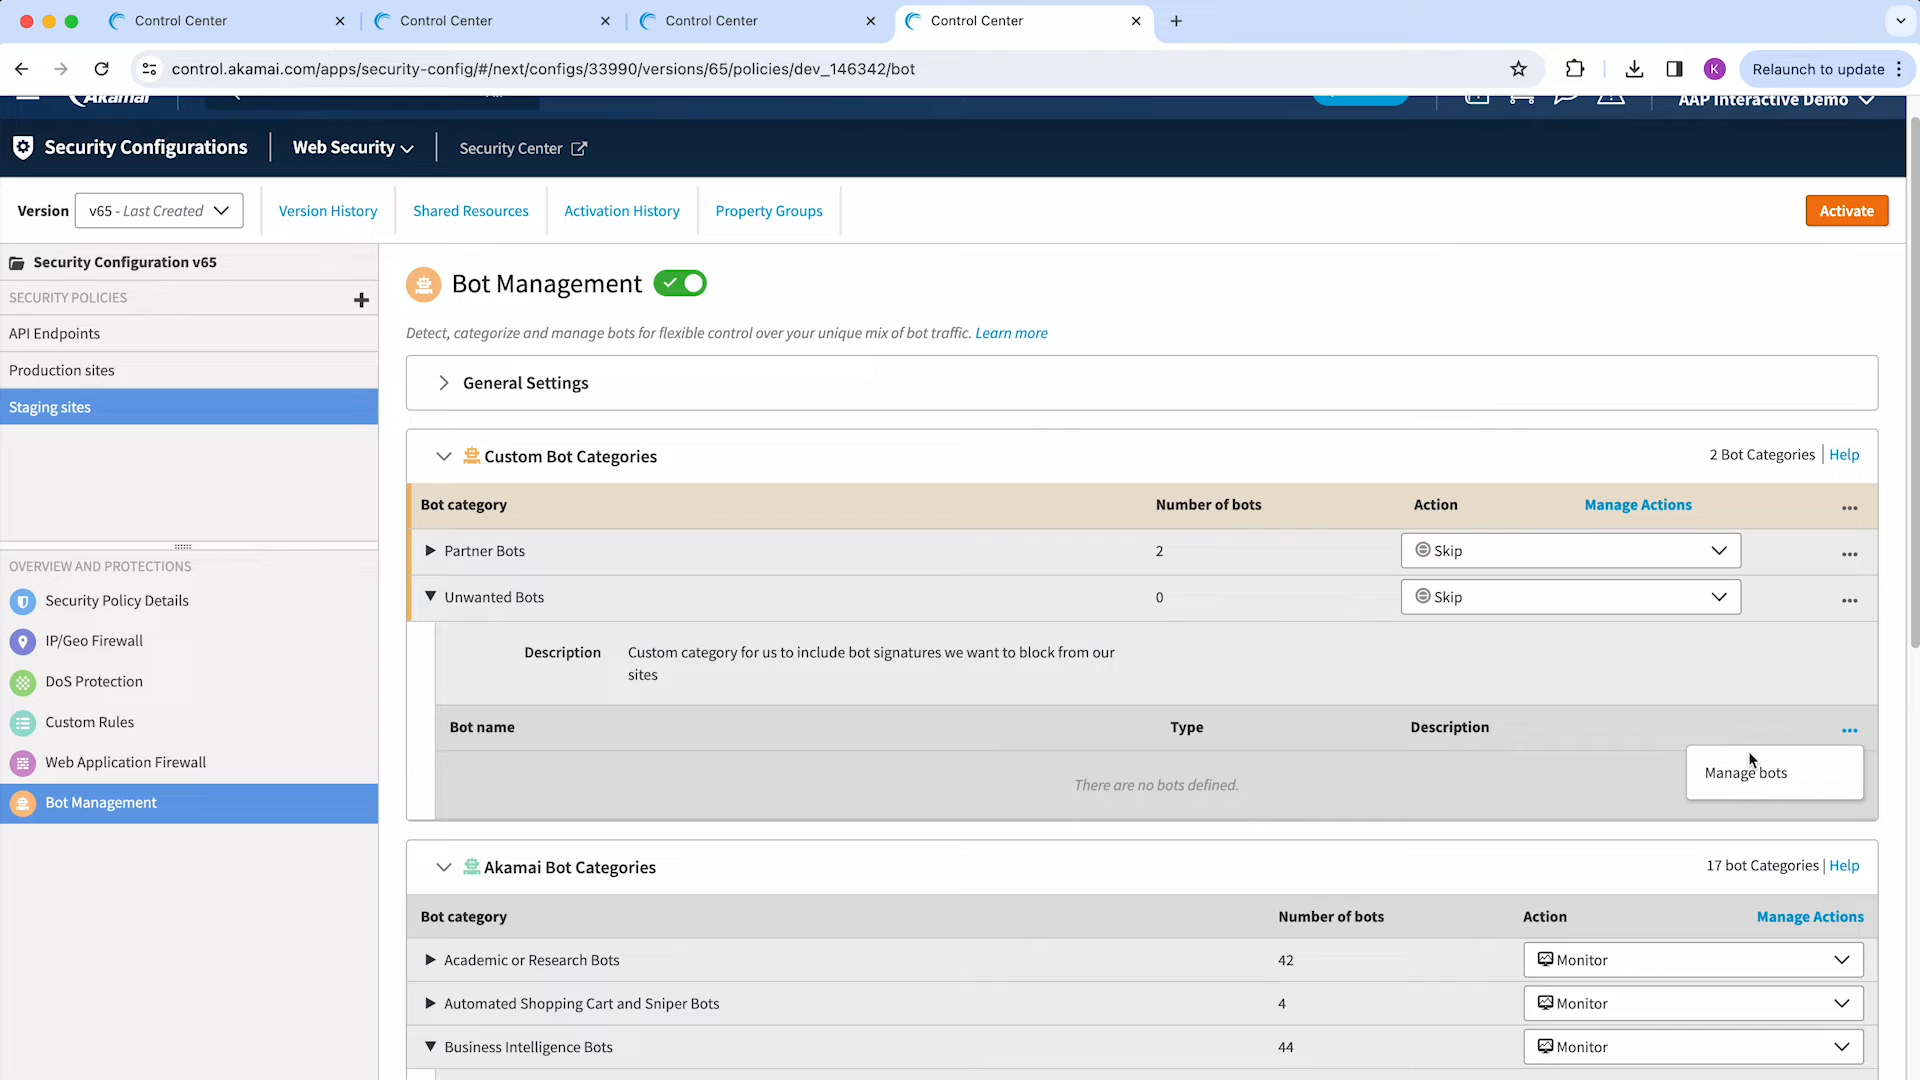 Control Center
Control Center
Control Center
Control Center
control.akamai.com/apps/security-config/#/next/configs/33990/versions/65/policies/dev_146342/bot
K
Relaunch to update
Akamai
AAP Interactive Demo
Security Configurations
Web Security
Security Center
Version
v65 - Last Created
Version History
Shared Resources
Activation History
Property Groups
Activate
Security Configuration v65
SECURITY POLICIES
API Endpoints
Production sites
Staging sites
OVERVIEW AND PROTECTIONS
Security Policy Details
IP/Geo Firewall
DoS Protection
Custom Rules
Web Application Firewall
Bot Management
Bot Management
Detect, categorize and manage bots for flexible control over your unique mix of bot traffic. Learn more
General Settings
Custom Bot Categories
2 Bot Categories | Help
Bot category
Number of bots
Action
Manage Actions
Partner Bots
2
Skip
Unwanted Bots
0
Skip
Description
Custom category for us to include bot signatures we want to block from our
sites
Bot name
Type
Description
Manage bots
There are no bots defined.
Akamai Bot Categories
17 bot Categories | Help
Bot category
Number of bots
Action
Manage Actions
Academic or Research Bots
42
Monitor
Automated Shopping Cart and Sniper Bots
4
Monitor
Business Intelligence Bots
44
Monitor